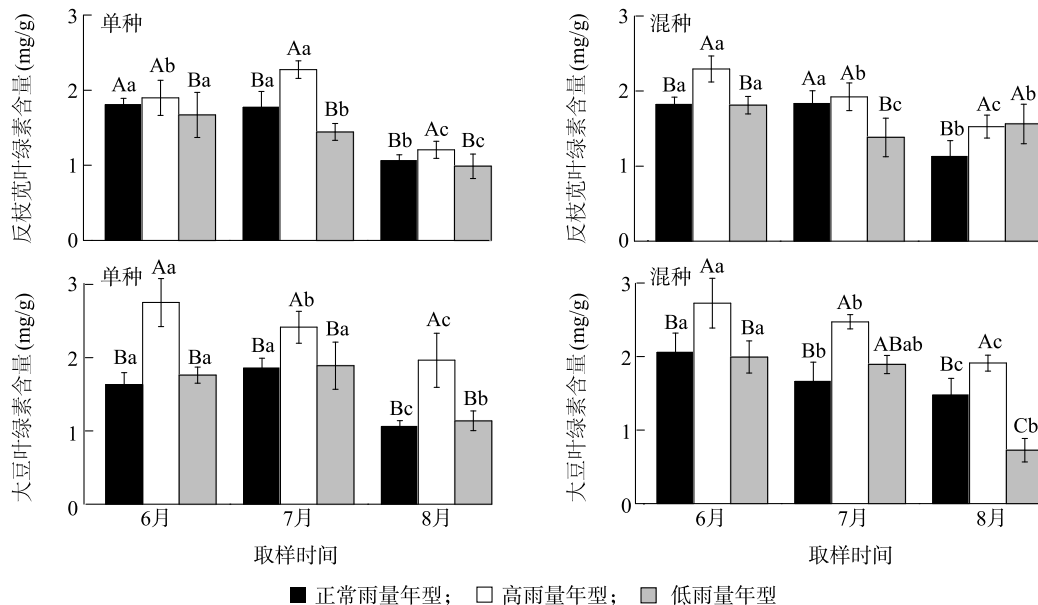 单种
反枝苋叶绿素含量 (mg/g)
3
2
1
0
Aa Ab Ba
Ba Aa Bb
Bb Ac Bc
混种
反枝苋叶绿素含量 (mg/g)
3
2
1
0
Ba Aa Ba
Aa Ab Bc
Bb Ac Ab
单种
大豆叶绿素含量 (mg/g)
3
2
1
0
Ba Aa Ba
Ba Ab Ba
Bc Ac Bb
6月 7月 8月
取样时间
混种
大豆叶绿素含量 (mg/g)
3
2
1
0
Ba Aa Ba
Bb Ab ABab
Bc Ac Cb
6月 7月 8月
取样时间
正常雨量年型; 高雨量年型; 低雨量年型